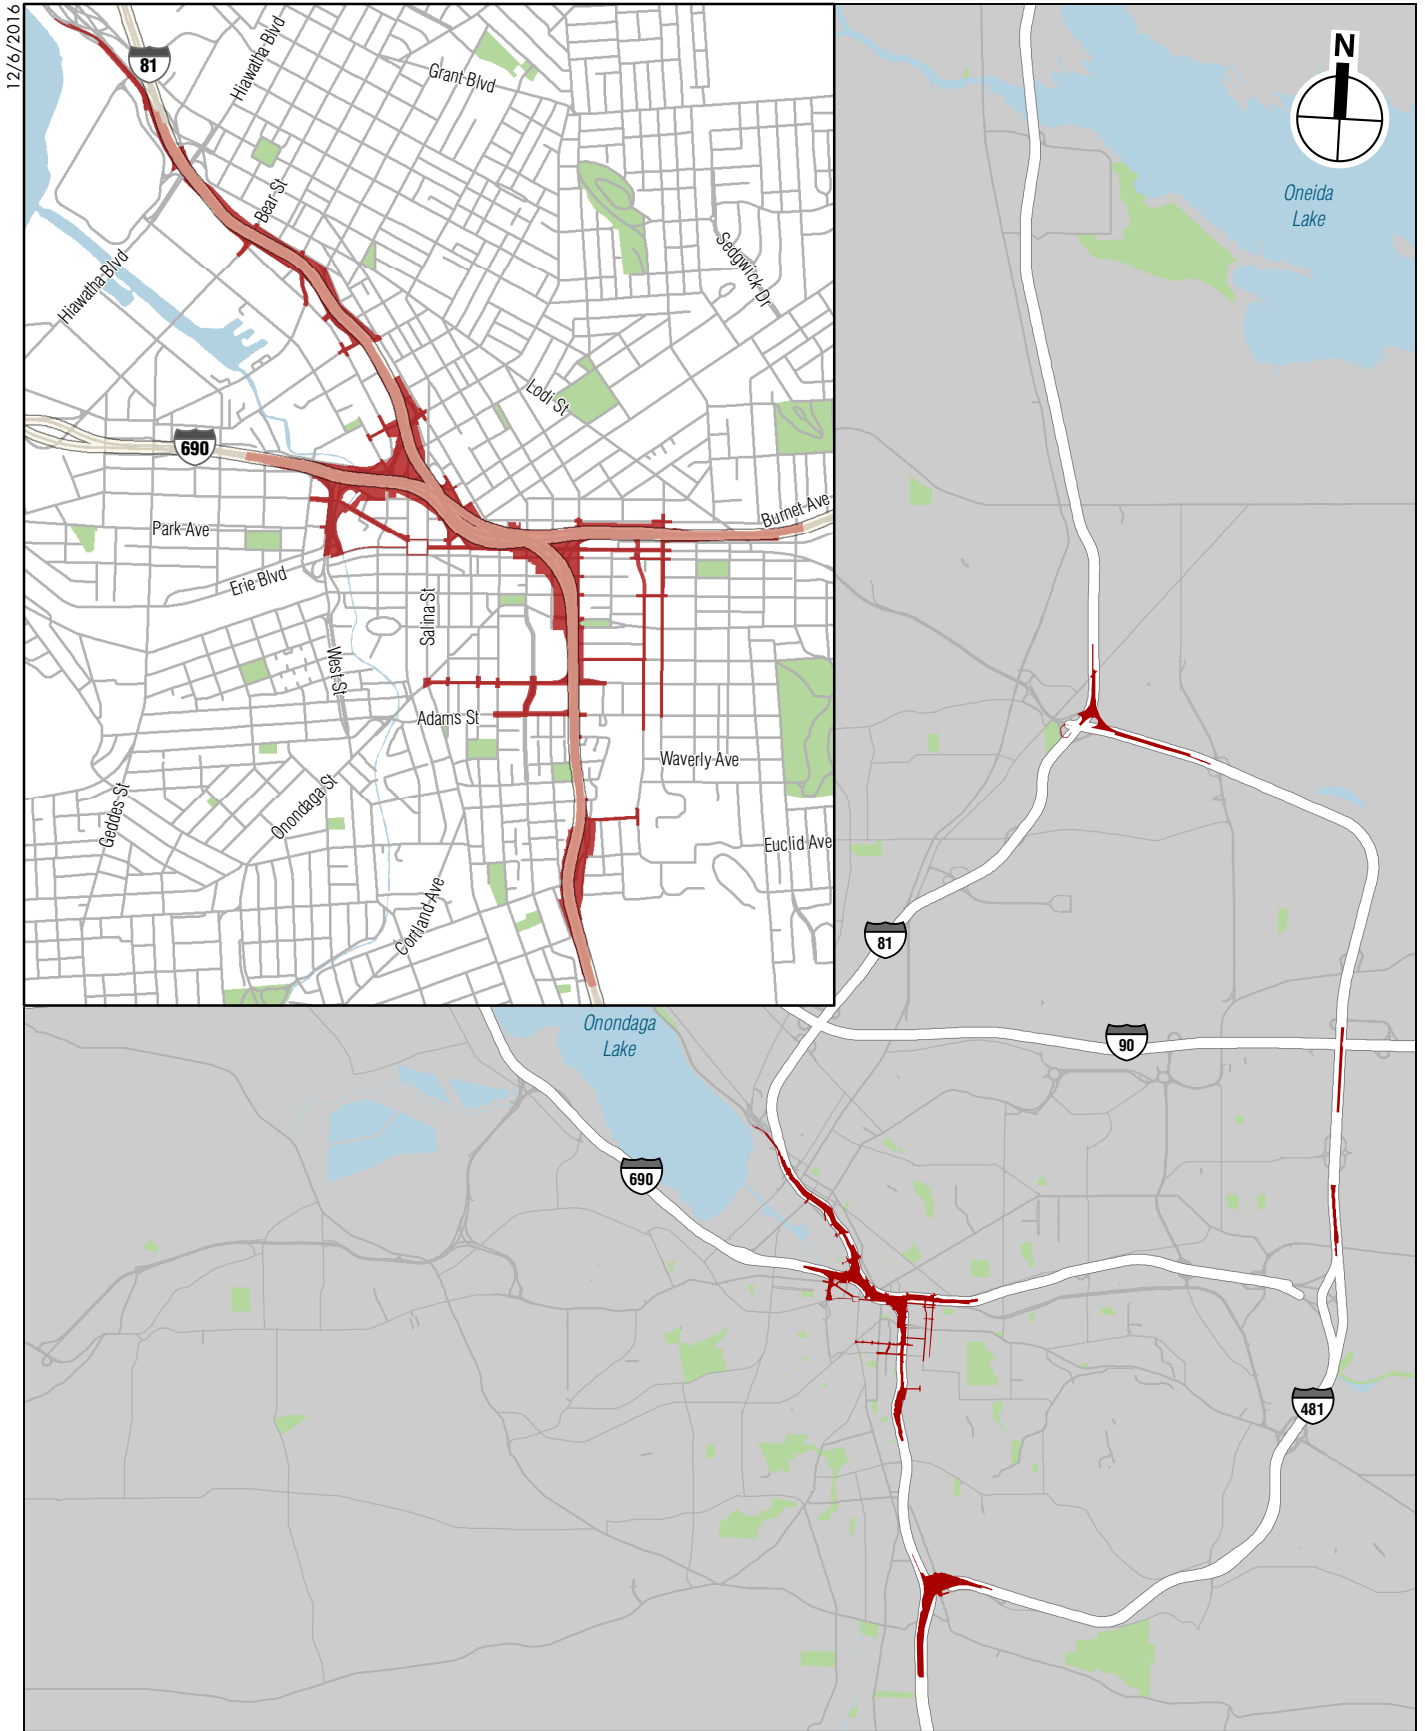 12/6/2016
81
Hiawatha Blvd
Grant Blvd
N
Oneida
Lake
Bear St
Sedgwick Dr
Hiawatha Blvd
Lodi St
690
Burnet Ave
Park Ave
Erie Blvd
Salina St
West St
Adams St
Waverly Ave
Geddes St
Onondaga St
Euclid Ave
Cortland Ave
81
Onondaga
Lake
90
690
481